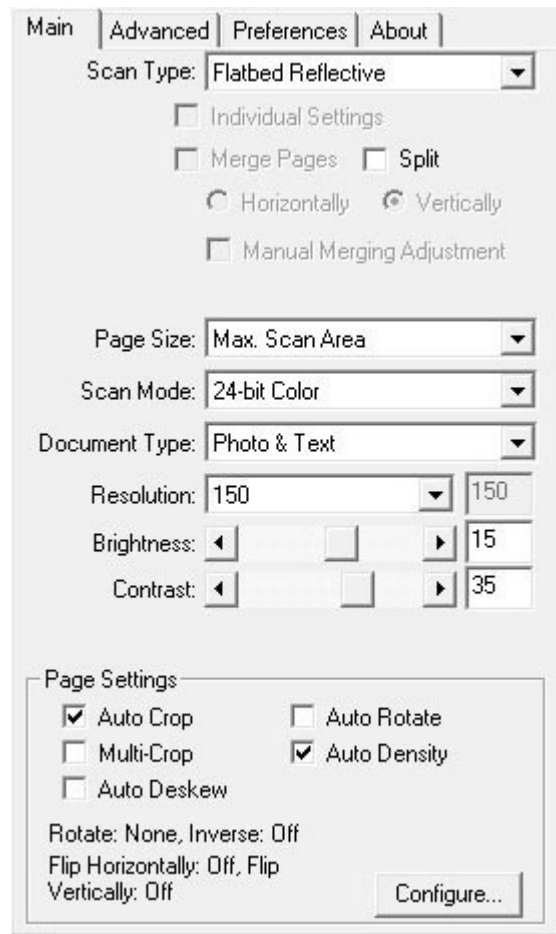 Main Advanced Preferences About
Scan Type: Flatbed Reflective
Individual Settings
Merge Pages Split
Horizontally Vertically
Manual Merging Adjustment
Page Size: Max. Scan Area
Scan Mode: 24-bit Color
Document Type: Photo & Text
Resolution: 150 150
Brightness: 15
Contrast: 35
Page Settings
Auto Crop Auto Rotate
Multi-Crop Auto Density
Auto Deskew
Rotate: None, Inverse: Off
Flip Horizontally: Off, Flip
Vertically: Off Configure...